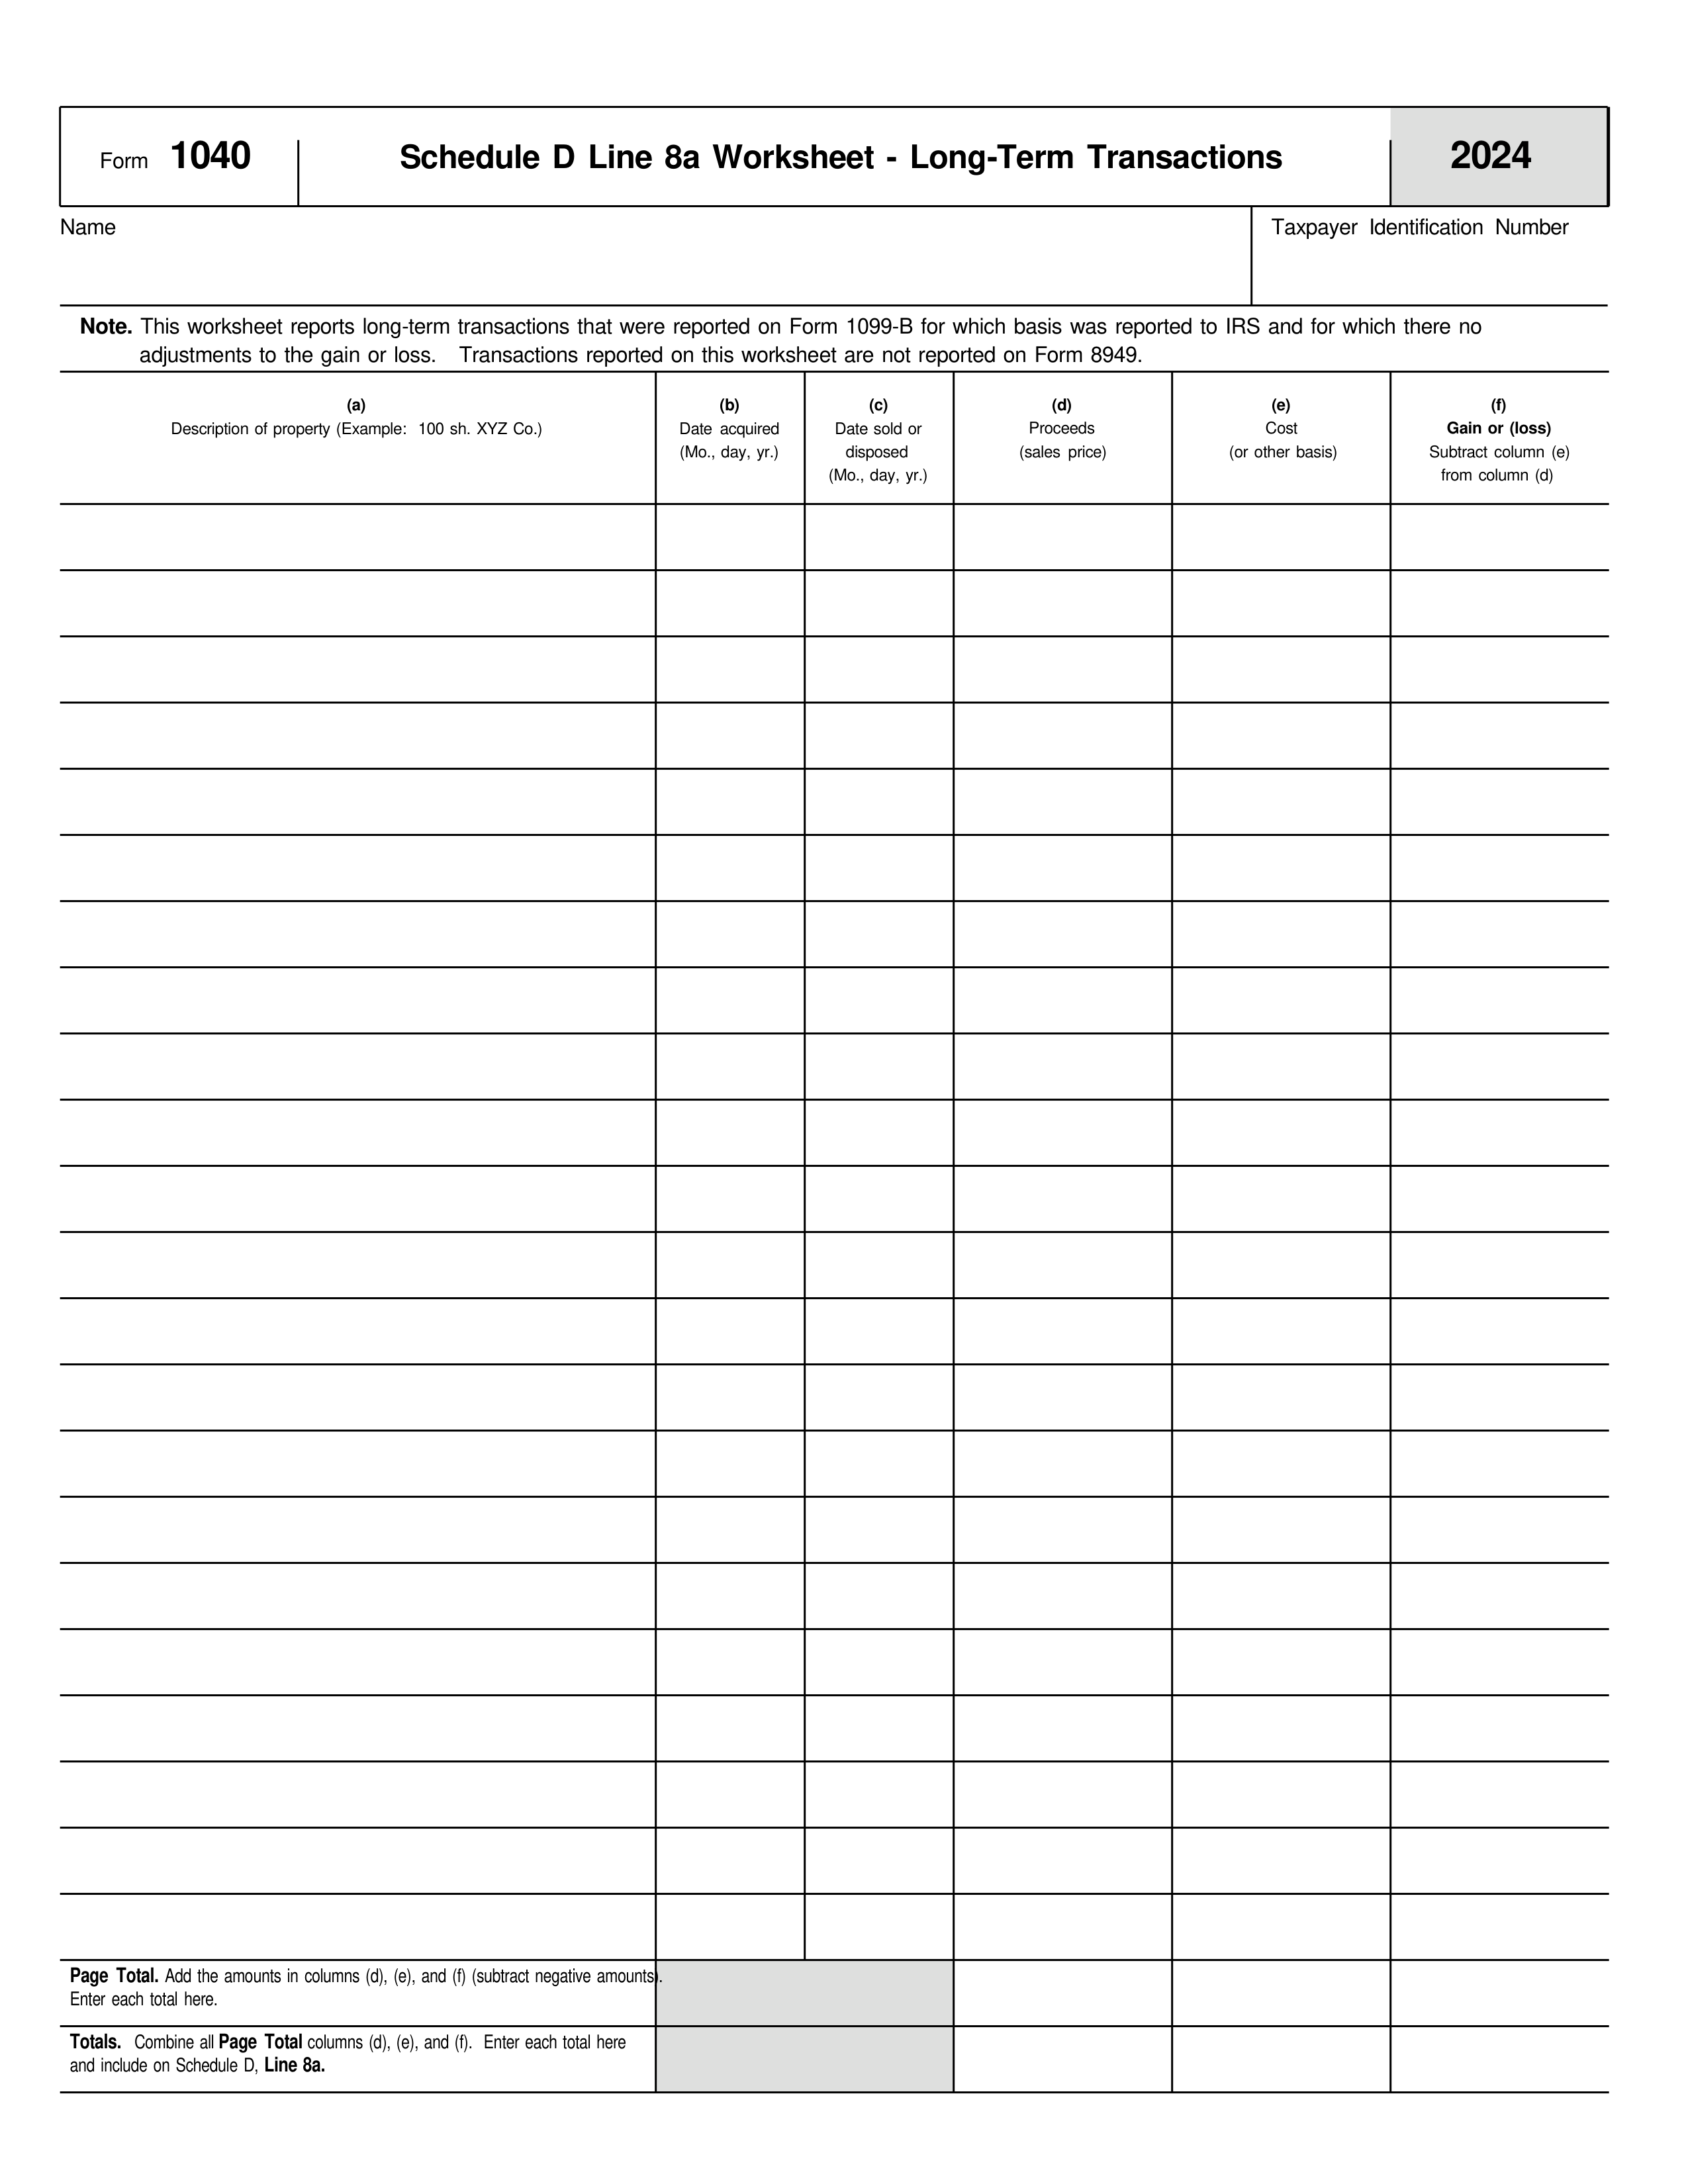 Form 1040
Schedule D Line 8a Worksheet - Long-Term Transactions
2024
Name
Taxpayer Identification Number
Note. This worksheet reports long-term transactions that were reported on Form 1099-B for which basis was reported to IRS and for which there no
adjustments to the gain or loss. Transactions reported on this worksheet are not reported on Form 8949.
(a)
Description of property (Example: 100 sh. XYZ Co.)
(b)
Date acquired
(Mo., day, yr.)
(c)
Date sold or
disposed
(Mo., day, yr.)
(d)
Proceeds
(sales price)
(e)
Cost
(or other basis)
(f)
Gain or (loss)
Subtract column (e)
from column (d)
Page Total. Add the amounts in columns (d), (e), and (f) (subtract negative amounts).
Enter each total here.
Totals. Combine all Page Total columns (d), (e), and (f). Enter each total here
and include on Schedule D, Line 8a.